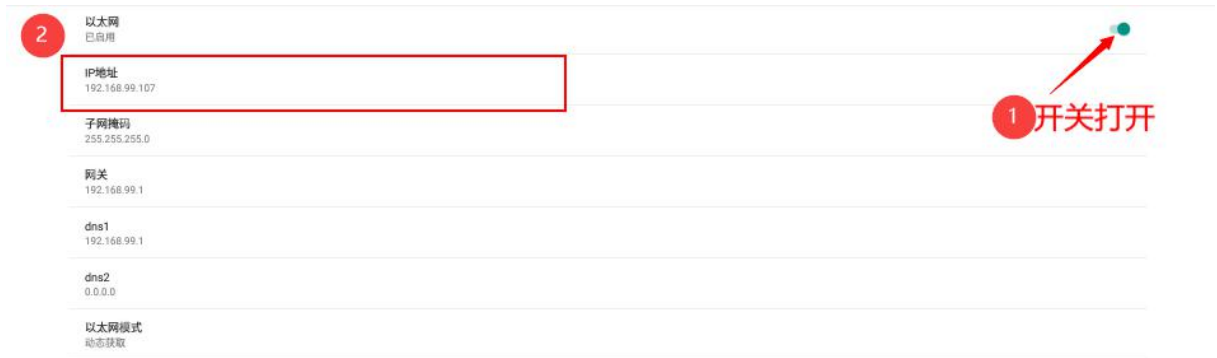 2
以太网
已启用
IP地址
192.168.99.107
1 开关打开
子网掩码
255.255.255.0
网关
192.168.99.1
dns1
192.168.99.1
dns2
0.0.0.0
以太网模式
动态获取